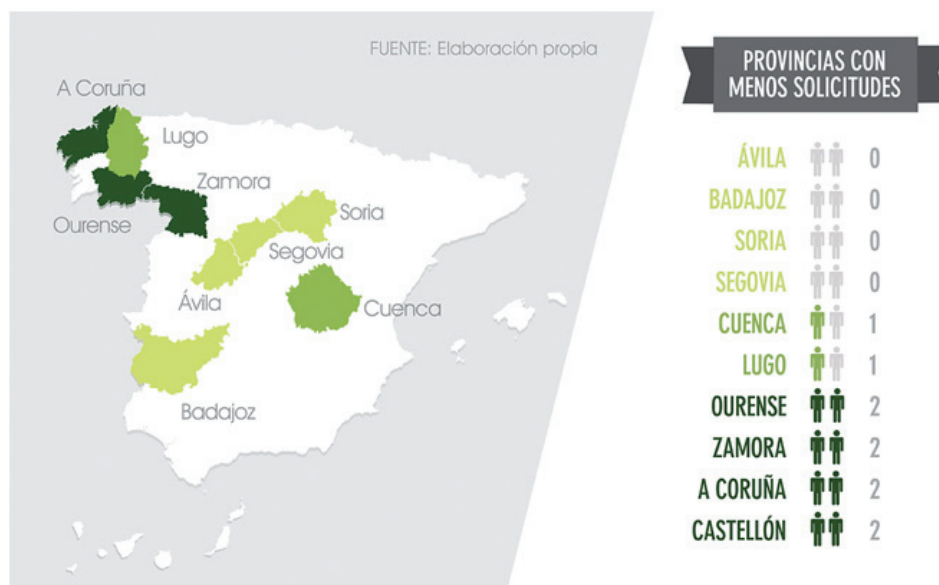 FUENTE: Elaboración propia
A Coruña
Lugo
Zamora
Ourense
Soria
Segovia
Ávila
Cuenca
Badajoz
PROVINCIAS CON
MENOS SOLICITUDES
ÁVILA 0
BADAJOZ 0
SORIA 0
SEGOVIA 0
CUENCA 1
LUGO 1
OURENSE 2
ZAMORA 2
A CORUÑA 2
CASTELLÓN 2